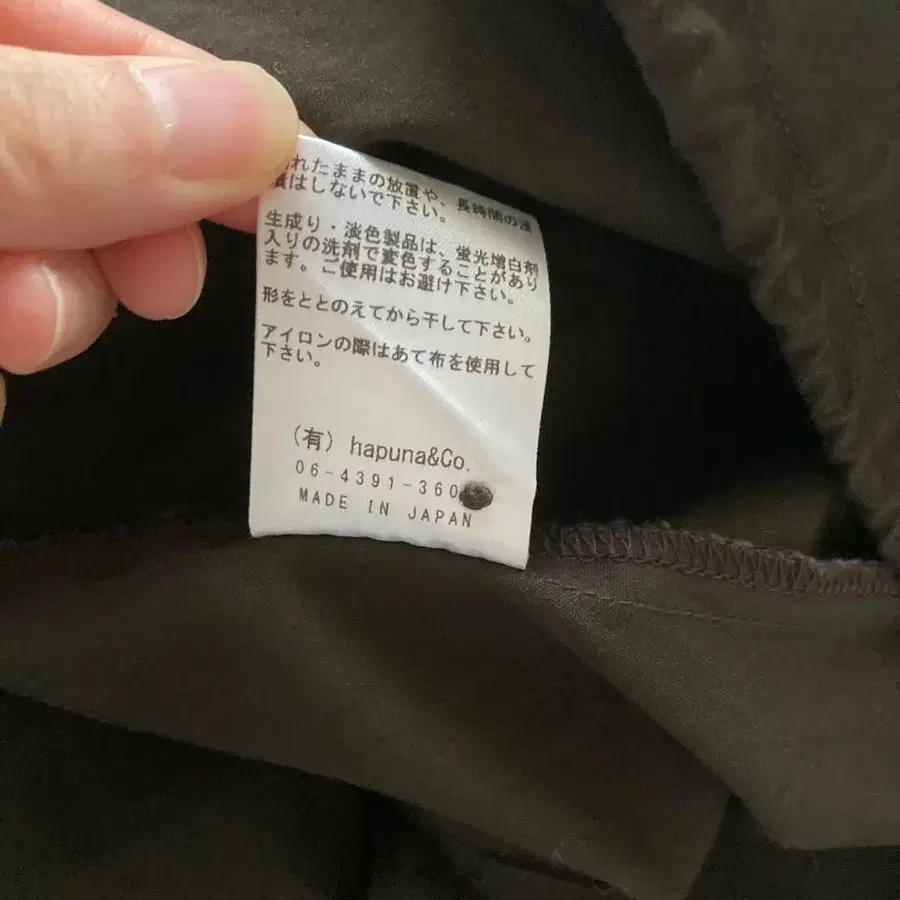 れたままの放置や、長時間の浸
漬はしないで下さい。
生成り・淡色製品は、蛍光増白剤
入りの洗剤で変色することがあり
ます。ご使用はお避け下さい。
形をととのえてから干して下さい。
アイロンの際はあて布を使用して
下さい。
(有) hapuna&Co.
06-4391-360
MADE IN JAPAN